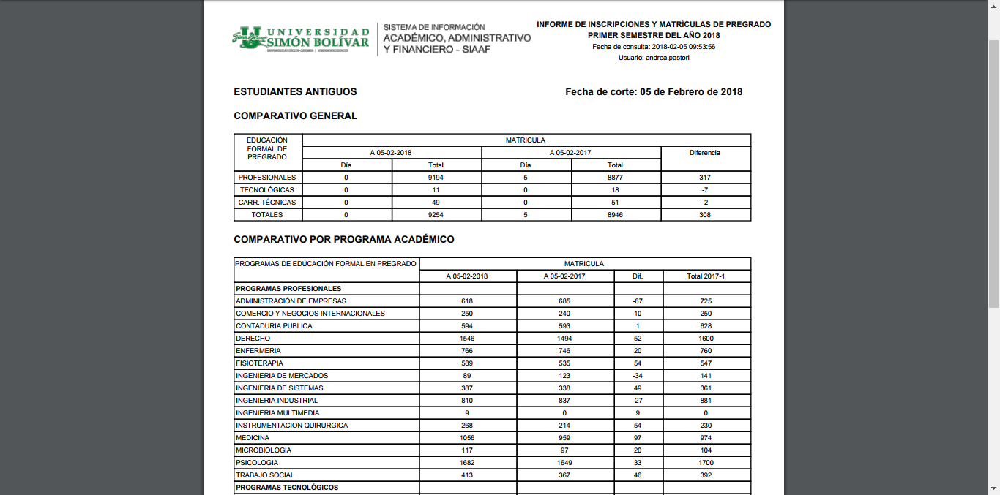 UNIVERSIDAD
SIMÓN BOLÍVAR
SISTEMA DE INFORMACIÓN
ACADÉMICO, ADMINISTRATIVO
Y FINANCIERO - SIAAF
INFORME DE INSCRIPCIONES Y MATRÍCULAS DE PREGRADO
PRIMER SEMESTRE DEL AÑO 2018
Fecha de consulta: 2018-02-05 09:53:56
Usuario: andrea.pastori
ESTUDIANTES ANTIGUOS Fecha de corte: 05 de Febrero de 2018
COMPARATIVO GENERAL
EDUCACIÓN
FORMAL DE
PREGRADO
MATRICULA
A 05-02-2018 A 05-02-2017 Diferencia
Día Total Día Total
PROFESIONALES 0 9194 5 8877 317
TECNOLÓGICAS 0 11 0 18 -7
CARR. TÉCNICAS 0 49 0 51 -2
TOTALES 0 9254 5 8946 308
COMPARATIVO POR PROGRAMA ACADÉMICO
PROGRAMAS DE EDUCACIÓN FORMAL EN PREGRADO MATRICULA
A 05-02-2018 A 05-02-2017 Dif. Total 2017-1
PROGRAMAS PROFESIONALES
ADMINISTRACIÓN DE EMPRESAS 618 685 -67 725
COMERCIO Y NEGOCIOS INTERNACIONALES 250 240 10 250
CONTADURIA PUBLICA 594 593 1 628
DERECHO 1546 1494 52 1600
ENFERMERIA 766 746 20 760
FISIOTERAPIA 589 535 54 547
INGENIERIA DE MERCADOS 89 123 -34 141
INGENIERIA DE SISTEMAS 387 338 49 361
INGENIERIA INDUSTRIAL 810 837 -27 881
INGENIERIA MULTIMEDIA 9 0 9 0
INSTRUMENTACION QUIRURGICA 268 214 54 230
MEDICINA 1056 959 97 974
MICROBIOLOGIA 117 97 20 104
PSICOLOGIA 1682 1649 33 1700
TRABAJO SOCIAL 413 367 46 392
PROGRAMAS TECNOLÓGICOS